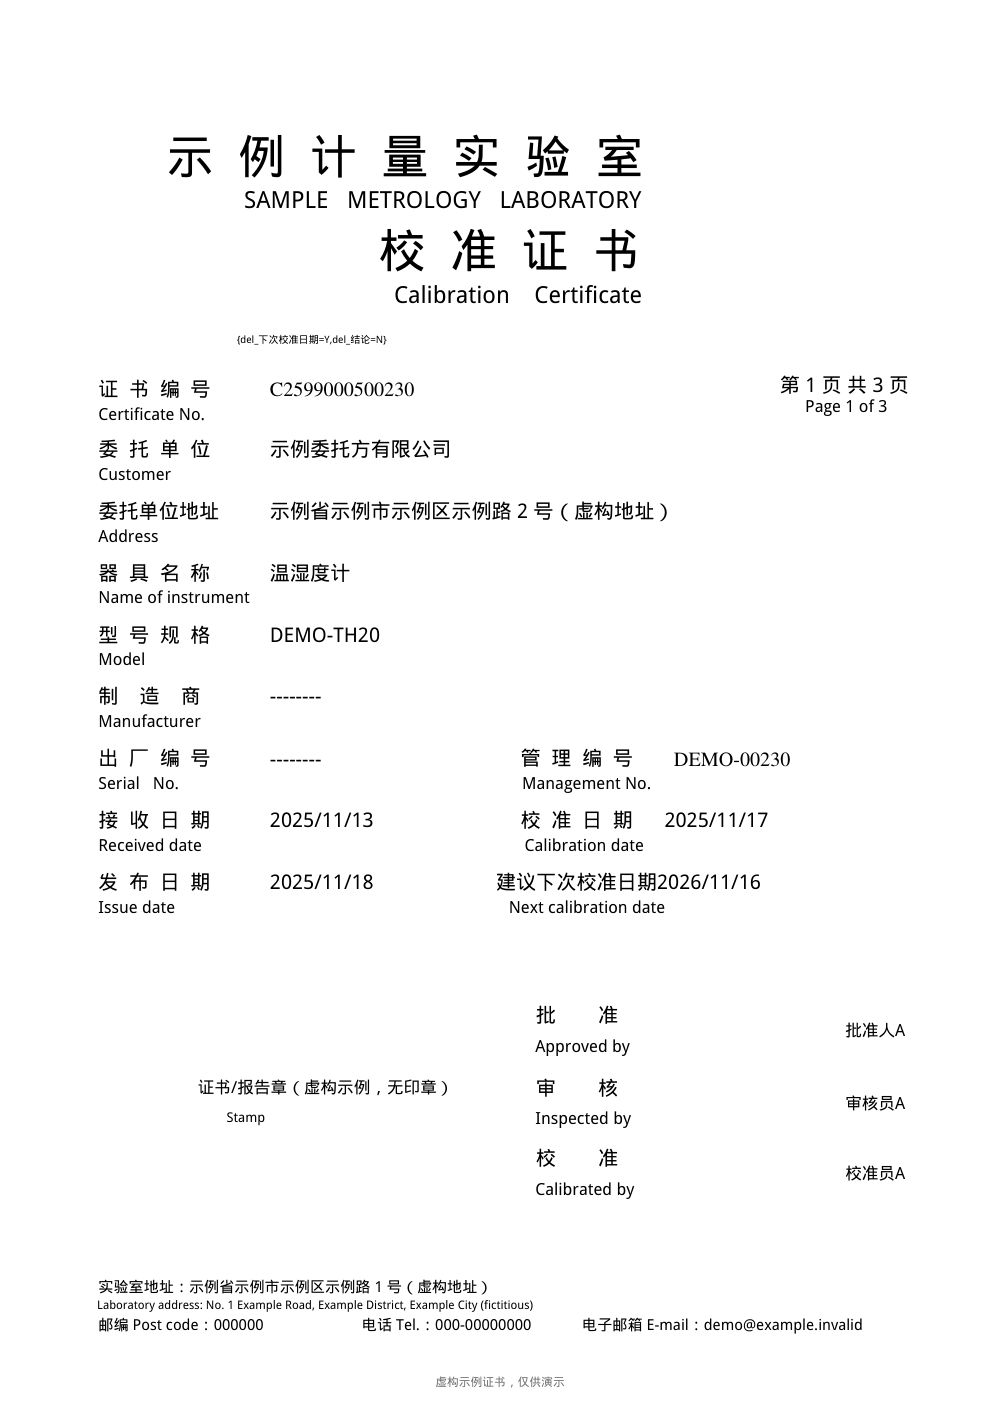 示例计量实验室
SAMPLE METROLOGY LABORATORY
校准证书
Calibration Certificate
{del_下次校准日期=Y,del_结论=N}
证书编号 C2599000500230 第 1 页 共 3 页
Certificate No. Page 1 of 3
委托单位 示例委托方有限公司
Customer
委托单位地址 示例省示例市示例区示例路 2 号（虚构地址）
Address
器具名称 温湿度计
Name of instrument
型号规格 DEMO-TH20
Model
制造商 --------
Manufacturer
出厂编号 -------- 管理编号 DEMO-00230
Serial No. Management No.
接收日期 2025/11/13 校准日期 2025/11/17
Received date Calibration date
发布日期 2025/11/18 建议下次校准日期2026/11/16
Issue date Next calibration date
批准 批准人A
Approved by
证书/报告章（虚构示例，无印章） 审核 审核员A
Stamp Inspected by
校准 校准员A
Calibrated by
实验室地址：示例省示例市示例区示例路 1 号（虚构地址）
Laboratory address: No. 1 Example Road, Example District, Example City (fictitious)
邮编 Post code：000000 电话 Tel.：000-00000000 电子邮箱 E-mail：demo@example.invalid
虚构示例证书，仅供演示